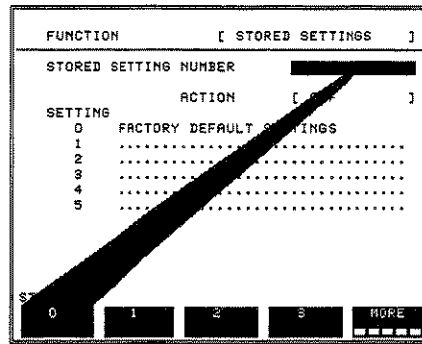 FUNCTION [ STORED SETTINGS ]
STORED SETTING NUMBER
ACTION [ ]
SETTING
0 FACTORY DEFAULT SETTINGS
1 ....................................
2 ....................................
3 ....................................
4 ....................................
5 ....................................
0 1 2 3 MORE